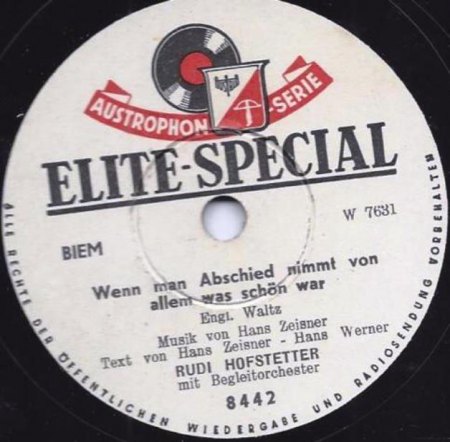 AUSTROPHON-SERIE
ELITE-SPECIAL
W 7631
BIEM
Wenn man Abschied nimmt von
allem was schön war
Engl. Waltz
Musik von Hans Zeisner
Text von Hans Zeisner - Hans Werner
RUDI HOFSTETTER
mit Begleitorchester
8442
ALLE RECHTE DER ÖFFENTLICHEN WIEDERGABE UND RADIOSENDUNG VORBEHALTEN